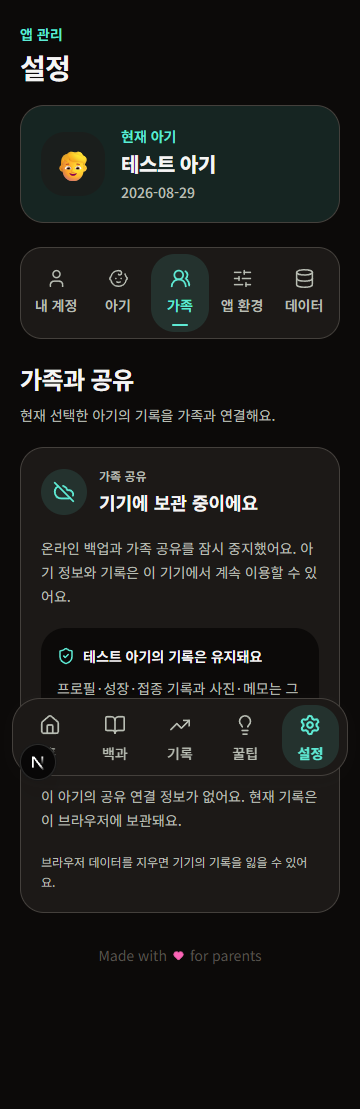 앱 관리
설정
현재 아기
테스트 아기
2026-08-29
내 계정
아기
가족
앱 환경
데이터
가족과 공유
현재 선택한 아기의 기록을 가족과 연결해요.
가족 공유
기기에 보관 중이에요
온라인 백업과 가족 공유를 잠시 중지했어요. 아
기 정보와 기록은 이 기기에서 계속 이용할 수 있
어요.
테스트 아기의 기록은 유지돼요
프로필·성장·접종 기록과 사진·메모는 그
백과
기록
꿀팁
설정
N
이 아기의 공유 연결 정보가 없어요. 현재 기록은
이 브라우저에 보관돼요.
브라우저 데이터를 지우면 기기의 기록을 잃을 수 있어
요.
Made with for parents